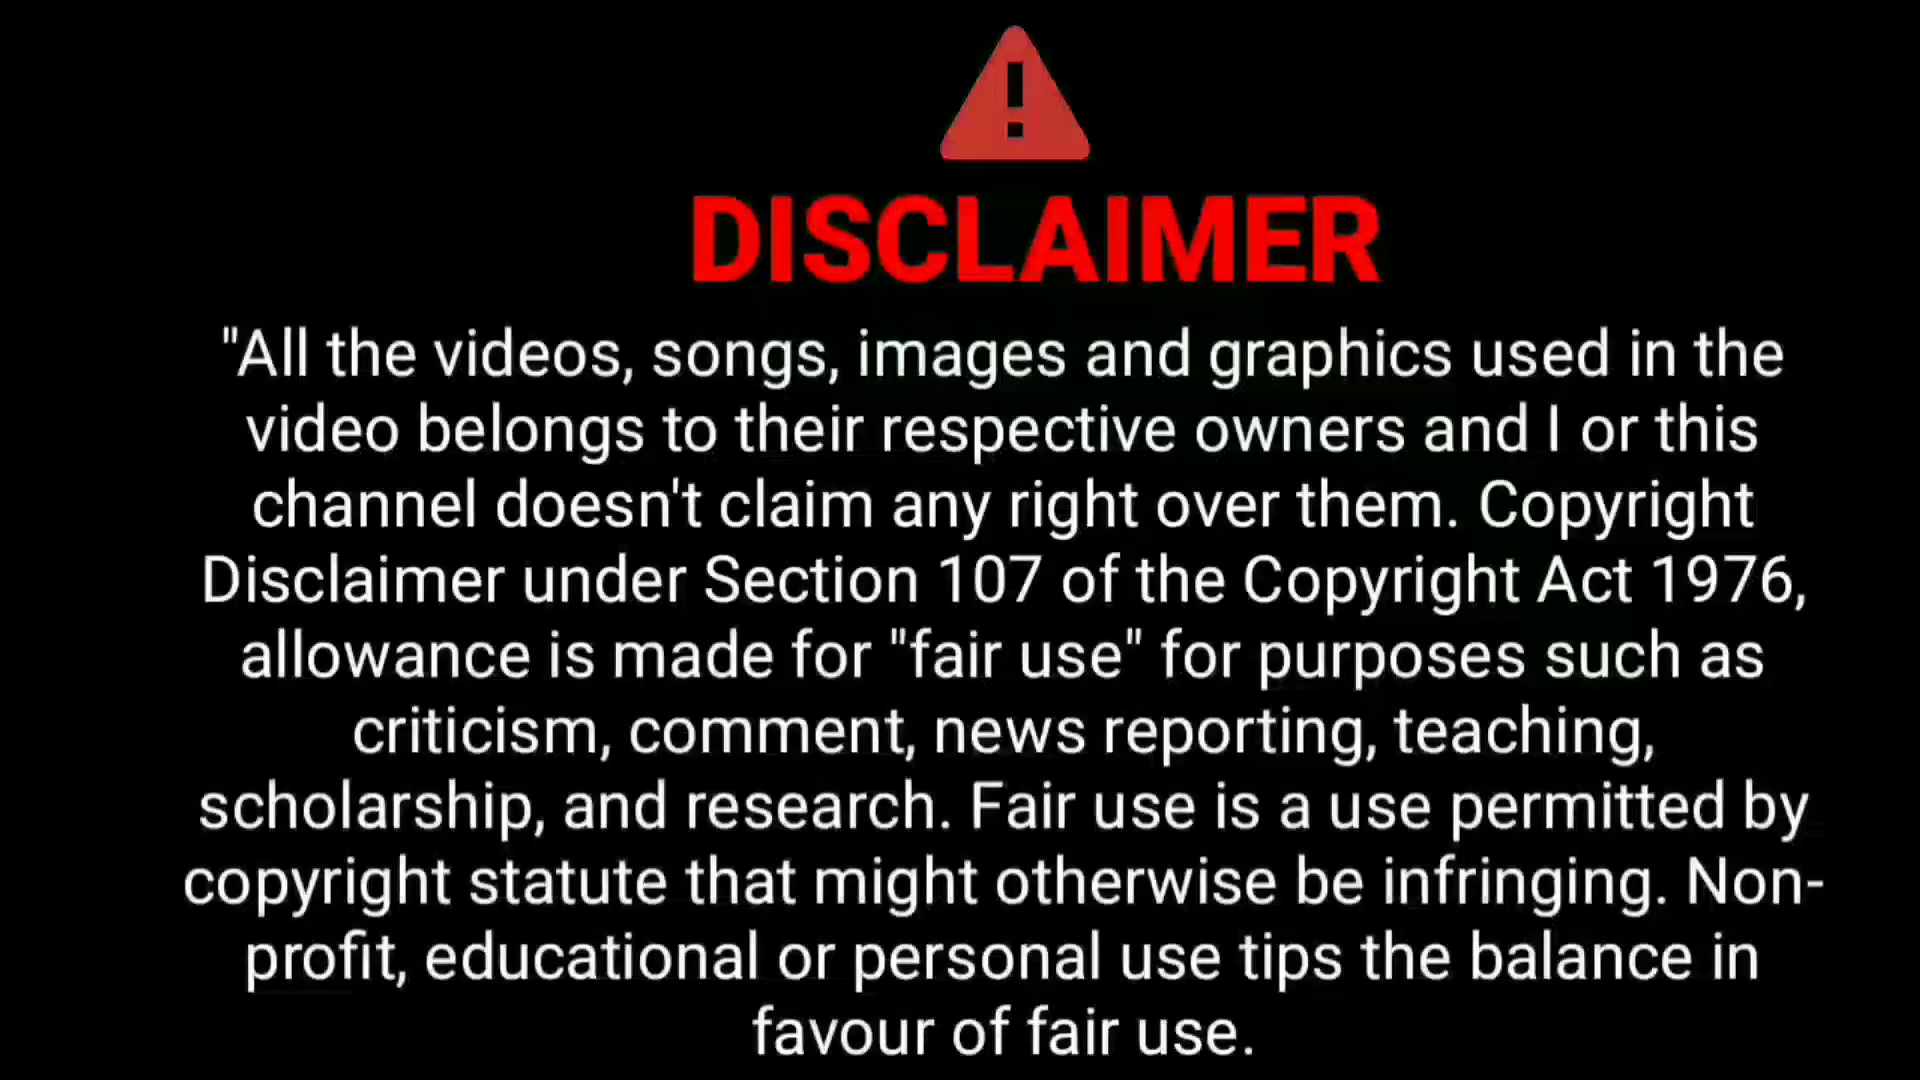 DISCLAIMER
"All the videos, songs, images and graphics used in the
video belongs to their respective owners and I or this
channel doesn't claim any right over them. Copyright
Disclaimer under Section 107 of the Copyright Act 1976,
allowance is made for "fair use" for purposes such as
criticism, comment, news reporting, teaching,
scholarship, and research. Fair use is a use permitted by
copyright statute that might otherwise be infringing. Non-
profit, educational or personal use tips the balance in
favour of fair use.